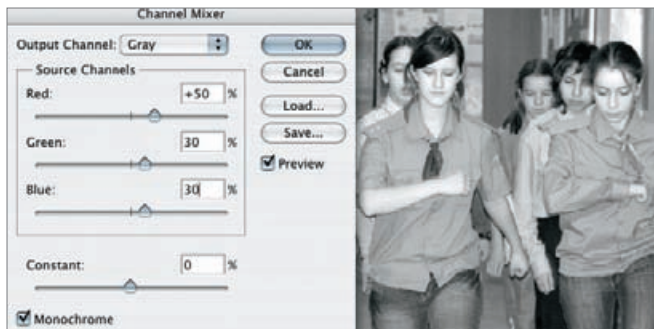 Channel Mixer
Output Channel: Gray
OK
Source Channels
Cancel
Red: +50 %
Load...
Green: 30 %
Save...
Preview
Blue: 30 %
Constant: 0 %
Monochrome